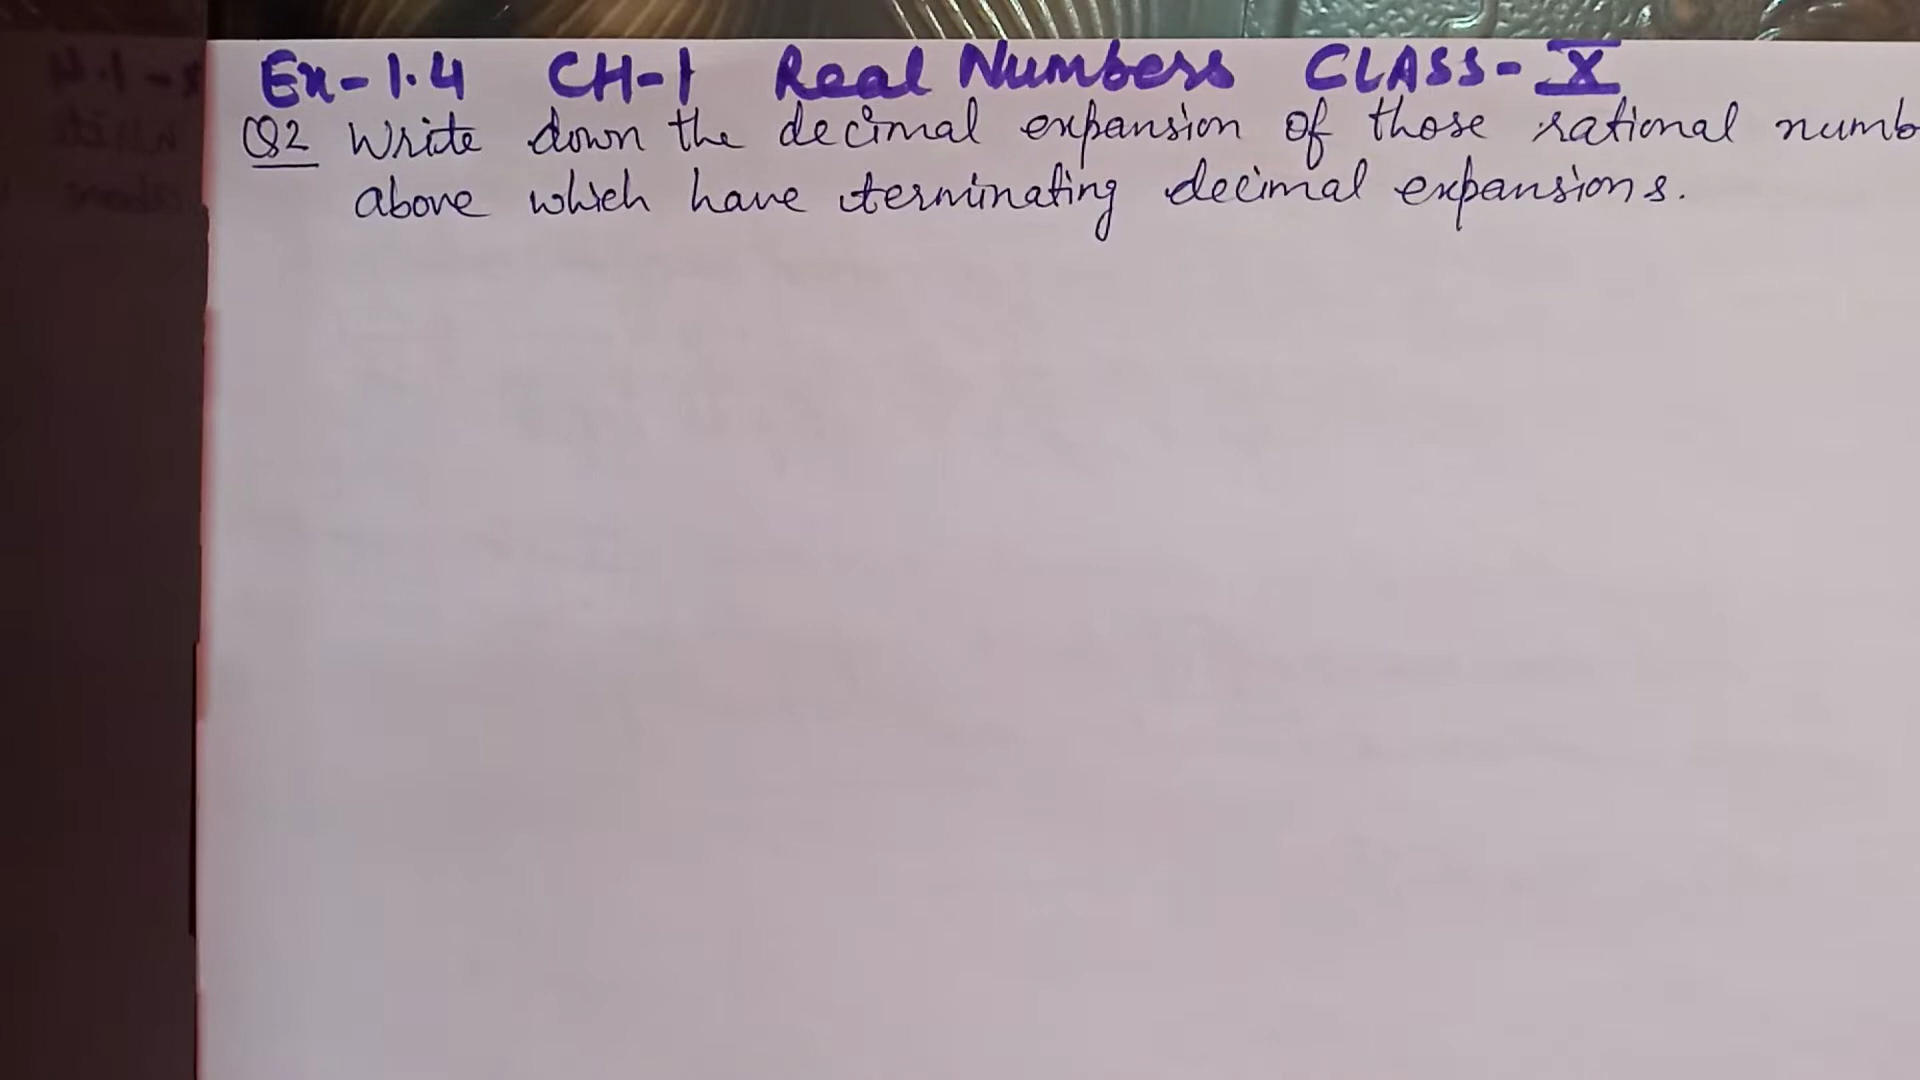 Ex-1.4 CH-1 Real Numbers CLASS-X
Q2 Write down the decimal expansion of those rational numb
above which have terminating decimal expansions.